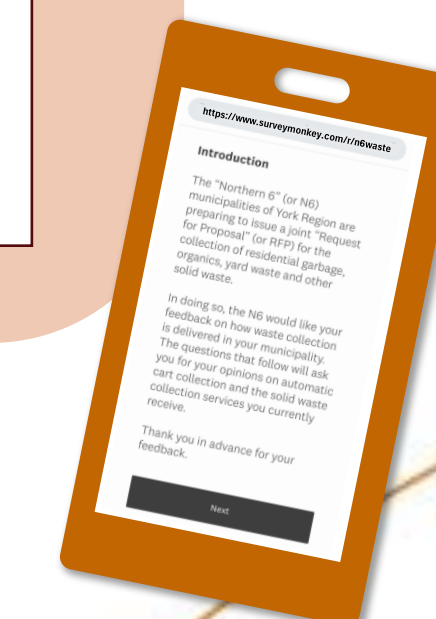 https://www.surveymonkey.com/r/n6waste
Introduction
The "Northern 6" (or N6)
municipalities of York Region are
preparing to issue a joint "Request
for Proposal" (or RFP) for the
collection of residential garbage,
organics, yard waste and other
solid waste.
In doing so, the N6 would like your
feedback on how waste collection
is delivered in your municipality.
The questions that follow will ask
you for your opinions on automatic
cart collection and the solid waste
collection services you currently
receive.
Thank you in advance for your
feedback.
Next